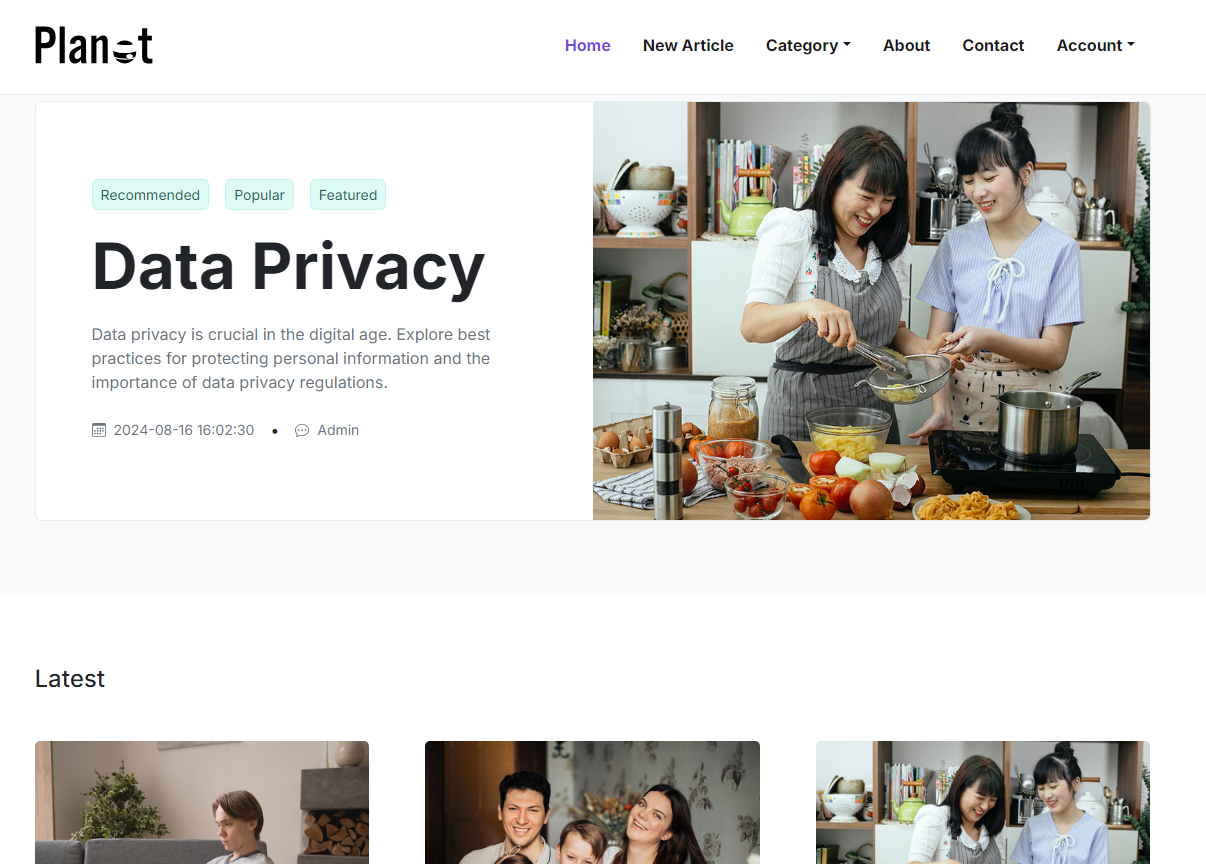 Planet
Home New Article Category About Contact Account
Recommended Popular Featured
Data Privacy
Data privacy is crucial in the digital age. Explore best
practices for protecting personal information and the
importance of data privacy regulations.
2024-08-16 16:02:30 • Admin
Latest